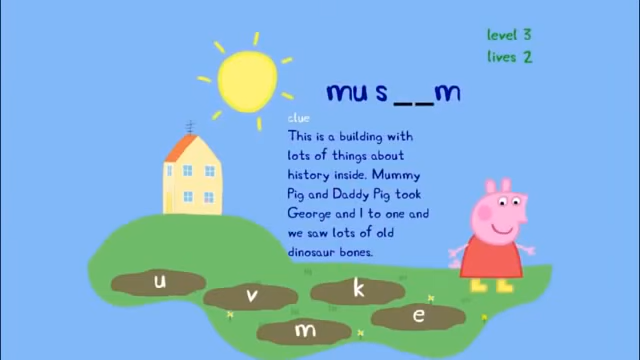 level 3
lives 2
mus__m
clue
This is a building with
lots of things about
history inside. Mummy
Pig and Daddy Pig took
George and I to one and
we saw lots of old
dinosaur bones.
u
v
k
m
e